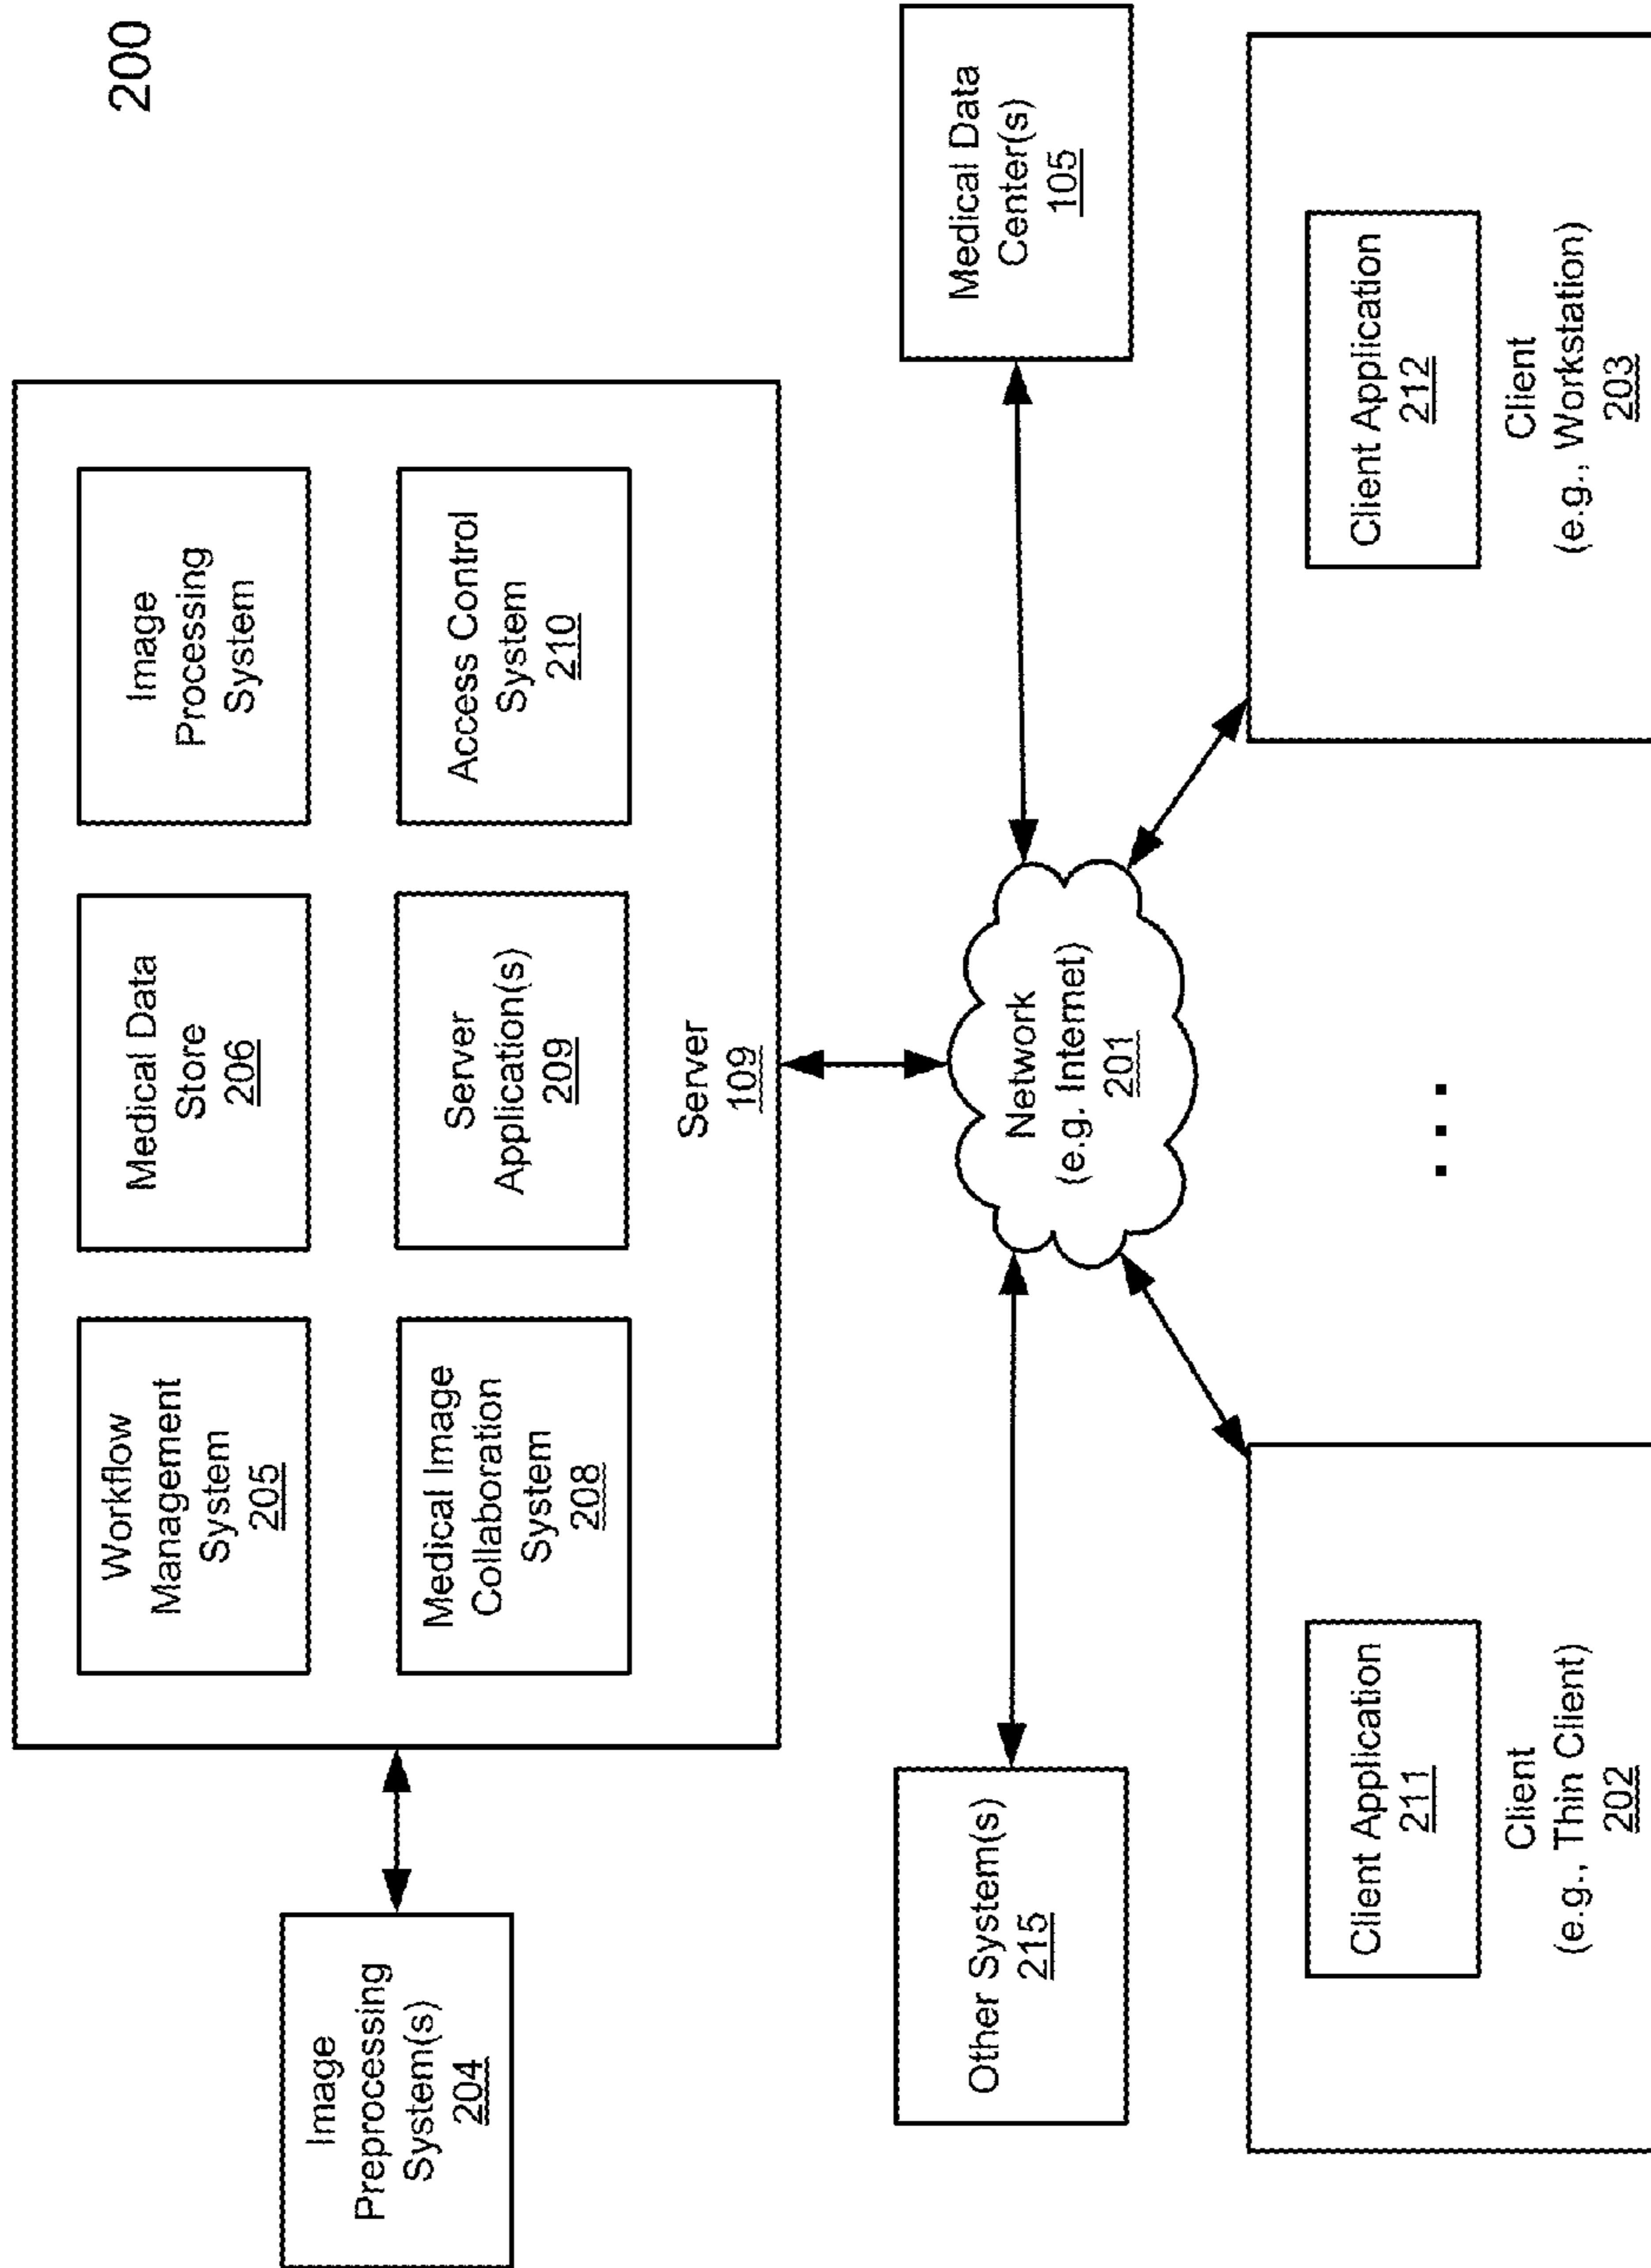 200
Image
Preprocessing
System(s)
204
Workflow
Management
System
205
Medical Data
Store
206
Image
Processing
System
Medical Image
Collaboration
System
208
Server
Application(s)
209
Access Control
System
210
Server
109
Other System(s)
215
Network
(e.g. Internet)
201
Medical Data
Center(s)
105
Client Application
211
Client
(e.g., Thin Client)
202
. . .
Client Application
212
Client
(e.g., Workstation)
203